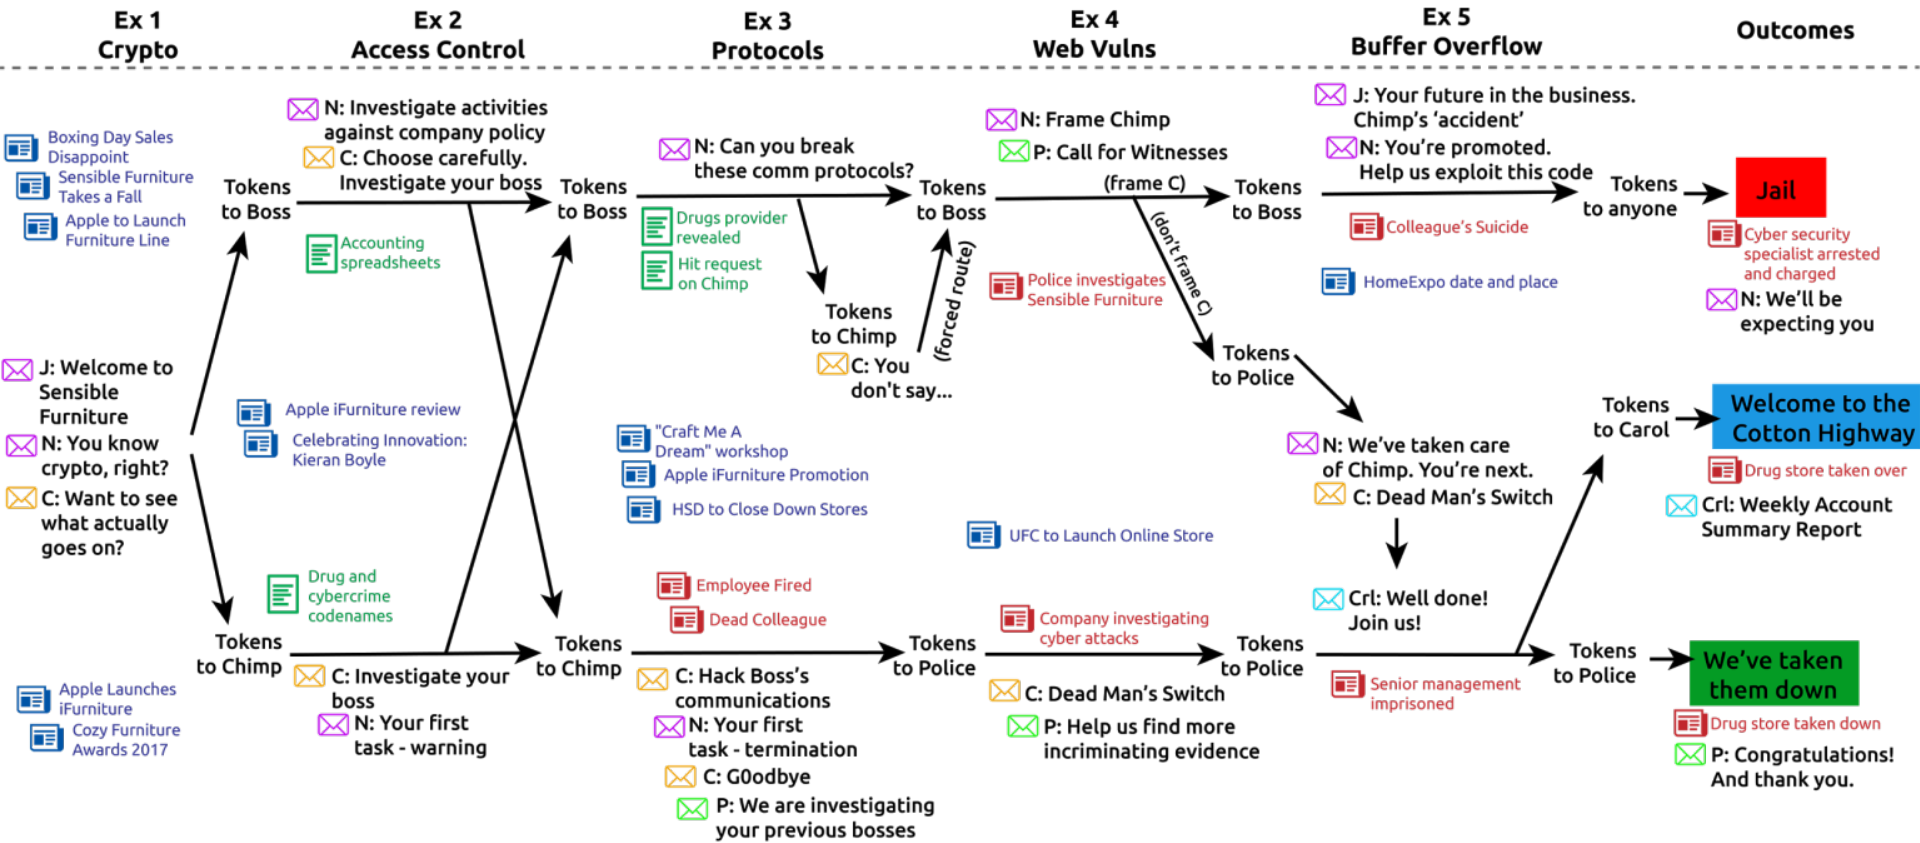 Ex 1
Crypto
Ex 2
Access Control
Ex 3
Protocols
Ex 4
Web Vulns
Ex 5
Buffer Overflow
Outcomes
Boxing Day Sales
Disappoint
Sensible Furniture
Takes a Fall
Apple to Launch
Furniture Line
J: Welcome to
Sensible
Furniture
N: You know
crypto, right?
C: Want to see
what actually
goes on?
Apple Launches
iFurniture
Cozy Furniture
Awards 2017
Tokens
to Boss
Tokens
to Chimp
N: Investigate activities
against company policy
C: Choose carefully.
Investigate your boss
Accounting
spreadsheets
Apple iFurniture review
Celebrating Innovation:
Kieran Boyle
Drug and
cybercrime
codenames
C: Investigate your
boss
N: Your first
task - warning
Tokens
to Boss
Tokens
to Chimp
N: Can you break
these comm protocols?
Drugs provider
revealed
Hit request
on Chimp
Tokens
to Chimp
C: You
don't say...
(forced route)
"Craft Me A
Dream" workshop
Apple iFurniture Promotion
HSD to Close Down Stores
Employee Fired
Dead Colleague
C: Hack Boss's
communications
N: Your first
task - termination
C: G0odbye
P: We are investigating
your previous bosses
Tokens
to Boss
Tokens
to Police
N: Frame Chimp
P: Call for Witnesses
(frame C)
(don't frame C)
Police investigates
Sensible Furniture
Tokens
to Police
UFC to Launch Online Store
Company investigating
cyber attacks
C: Dead Man's Switch
P: Help us find more
incriminating evidence
Tokens
to Boss
Tokens
to Police
J: Your future in the business.
Chimp's 'accident'
N: You're promoted.
Help us exploit this code
Colleague's Suicide
HomeExpo date and place
N: We've taken care
of Chimp. You're next.
C: Dead Man's Switch
Crl: Well done!
Join us!
Senior management
imprisoned
Tokens
to anyone
Tokens
to Carol
Tokens
to Police
Jail
Cyber security
specialist arrested
and charged
N: We'll be
expecting you
Welcome to the
Cotton Highway
Drug store taken over
Crl: Weekly Account
Summary Report
We've taken
them down
Drug store taken down
P: Congratulations!
And thank you.